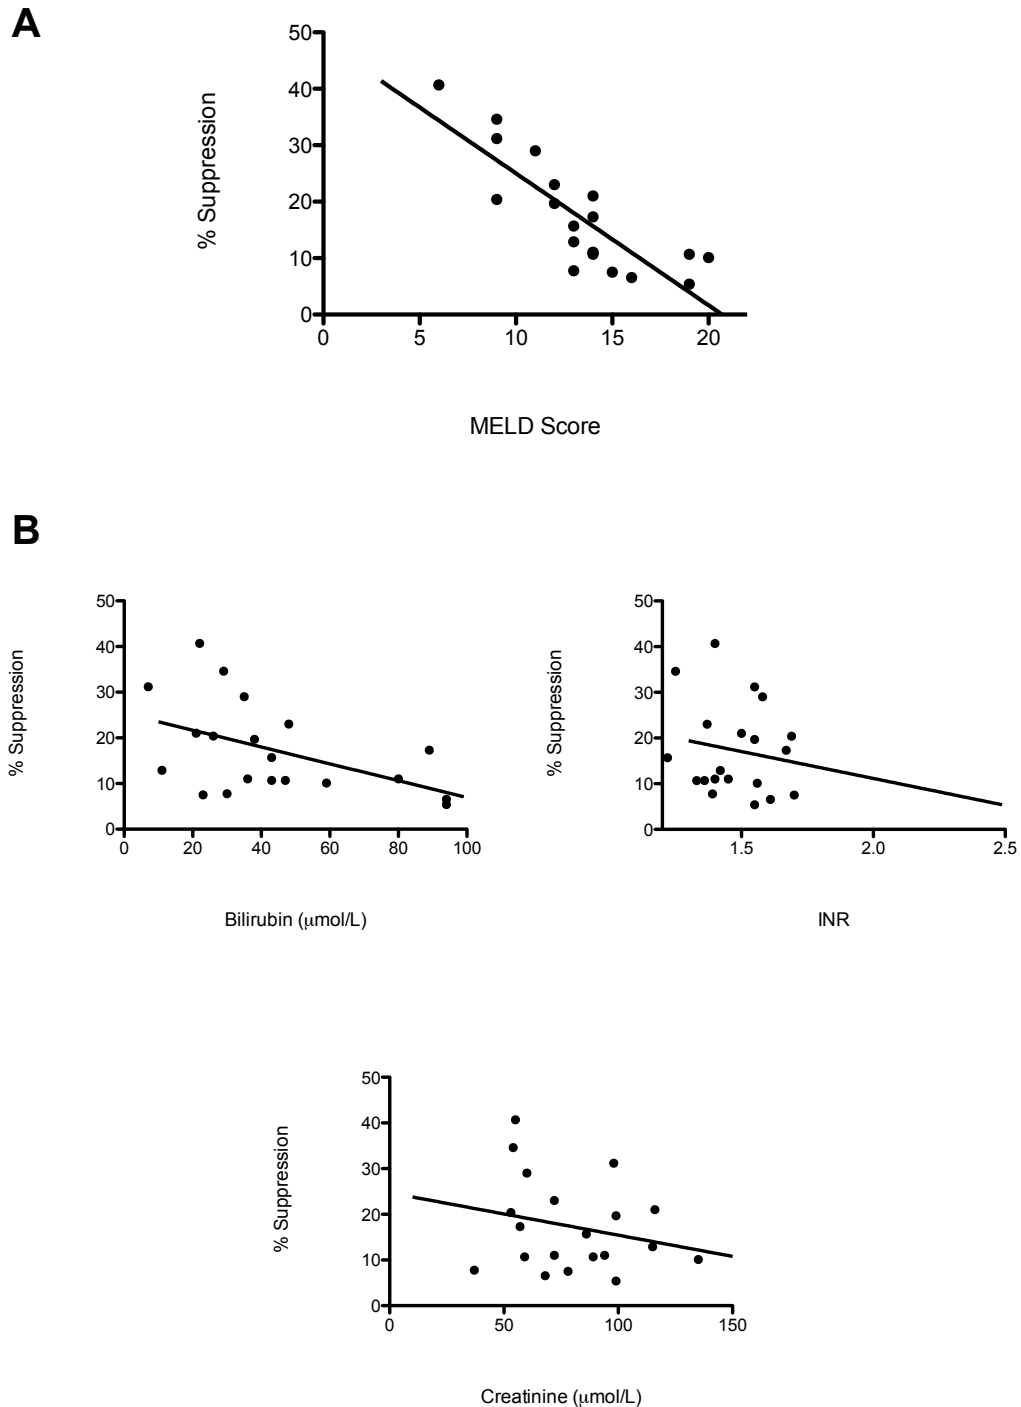 A
50
40
30
20
10
0
% Suppression
0 5 10 15 20
MELD Score
B
50
40
30
20
10
0
% Suppression
0 20 40 60 80 100
Bilirubin (μmol/L)
50
40
30
20
10
0
% Suppression
1.5 2.0 2.5
INR
50
40
30
20
10
0
% Suppression
0 50 100 150
Creatinine (μmol/L)